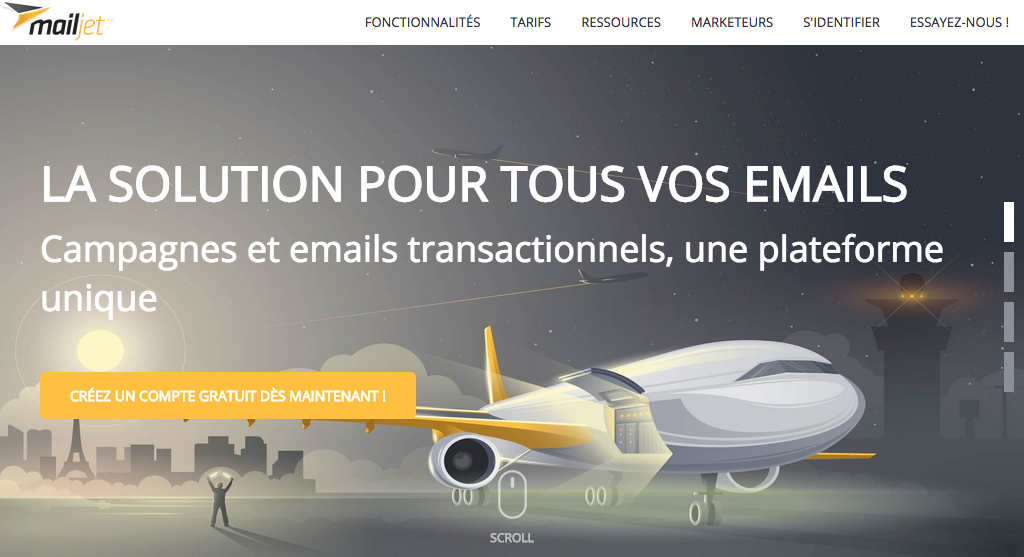 mailjet
FONCTIONNALITÉS TARIFS RESSOURCES MARKETEURS S'IDENTIFIER ESSAYEZ-NOUS !
LA SOLUTION POUR TOUS VOS EMAILS
Campagnes et emails transactionnels, une plateforme
unique
CRÉEZ UN COMPTE GRATUIT DÈS MAINTENANT !
SCROLL